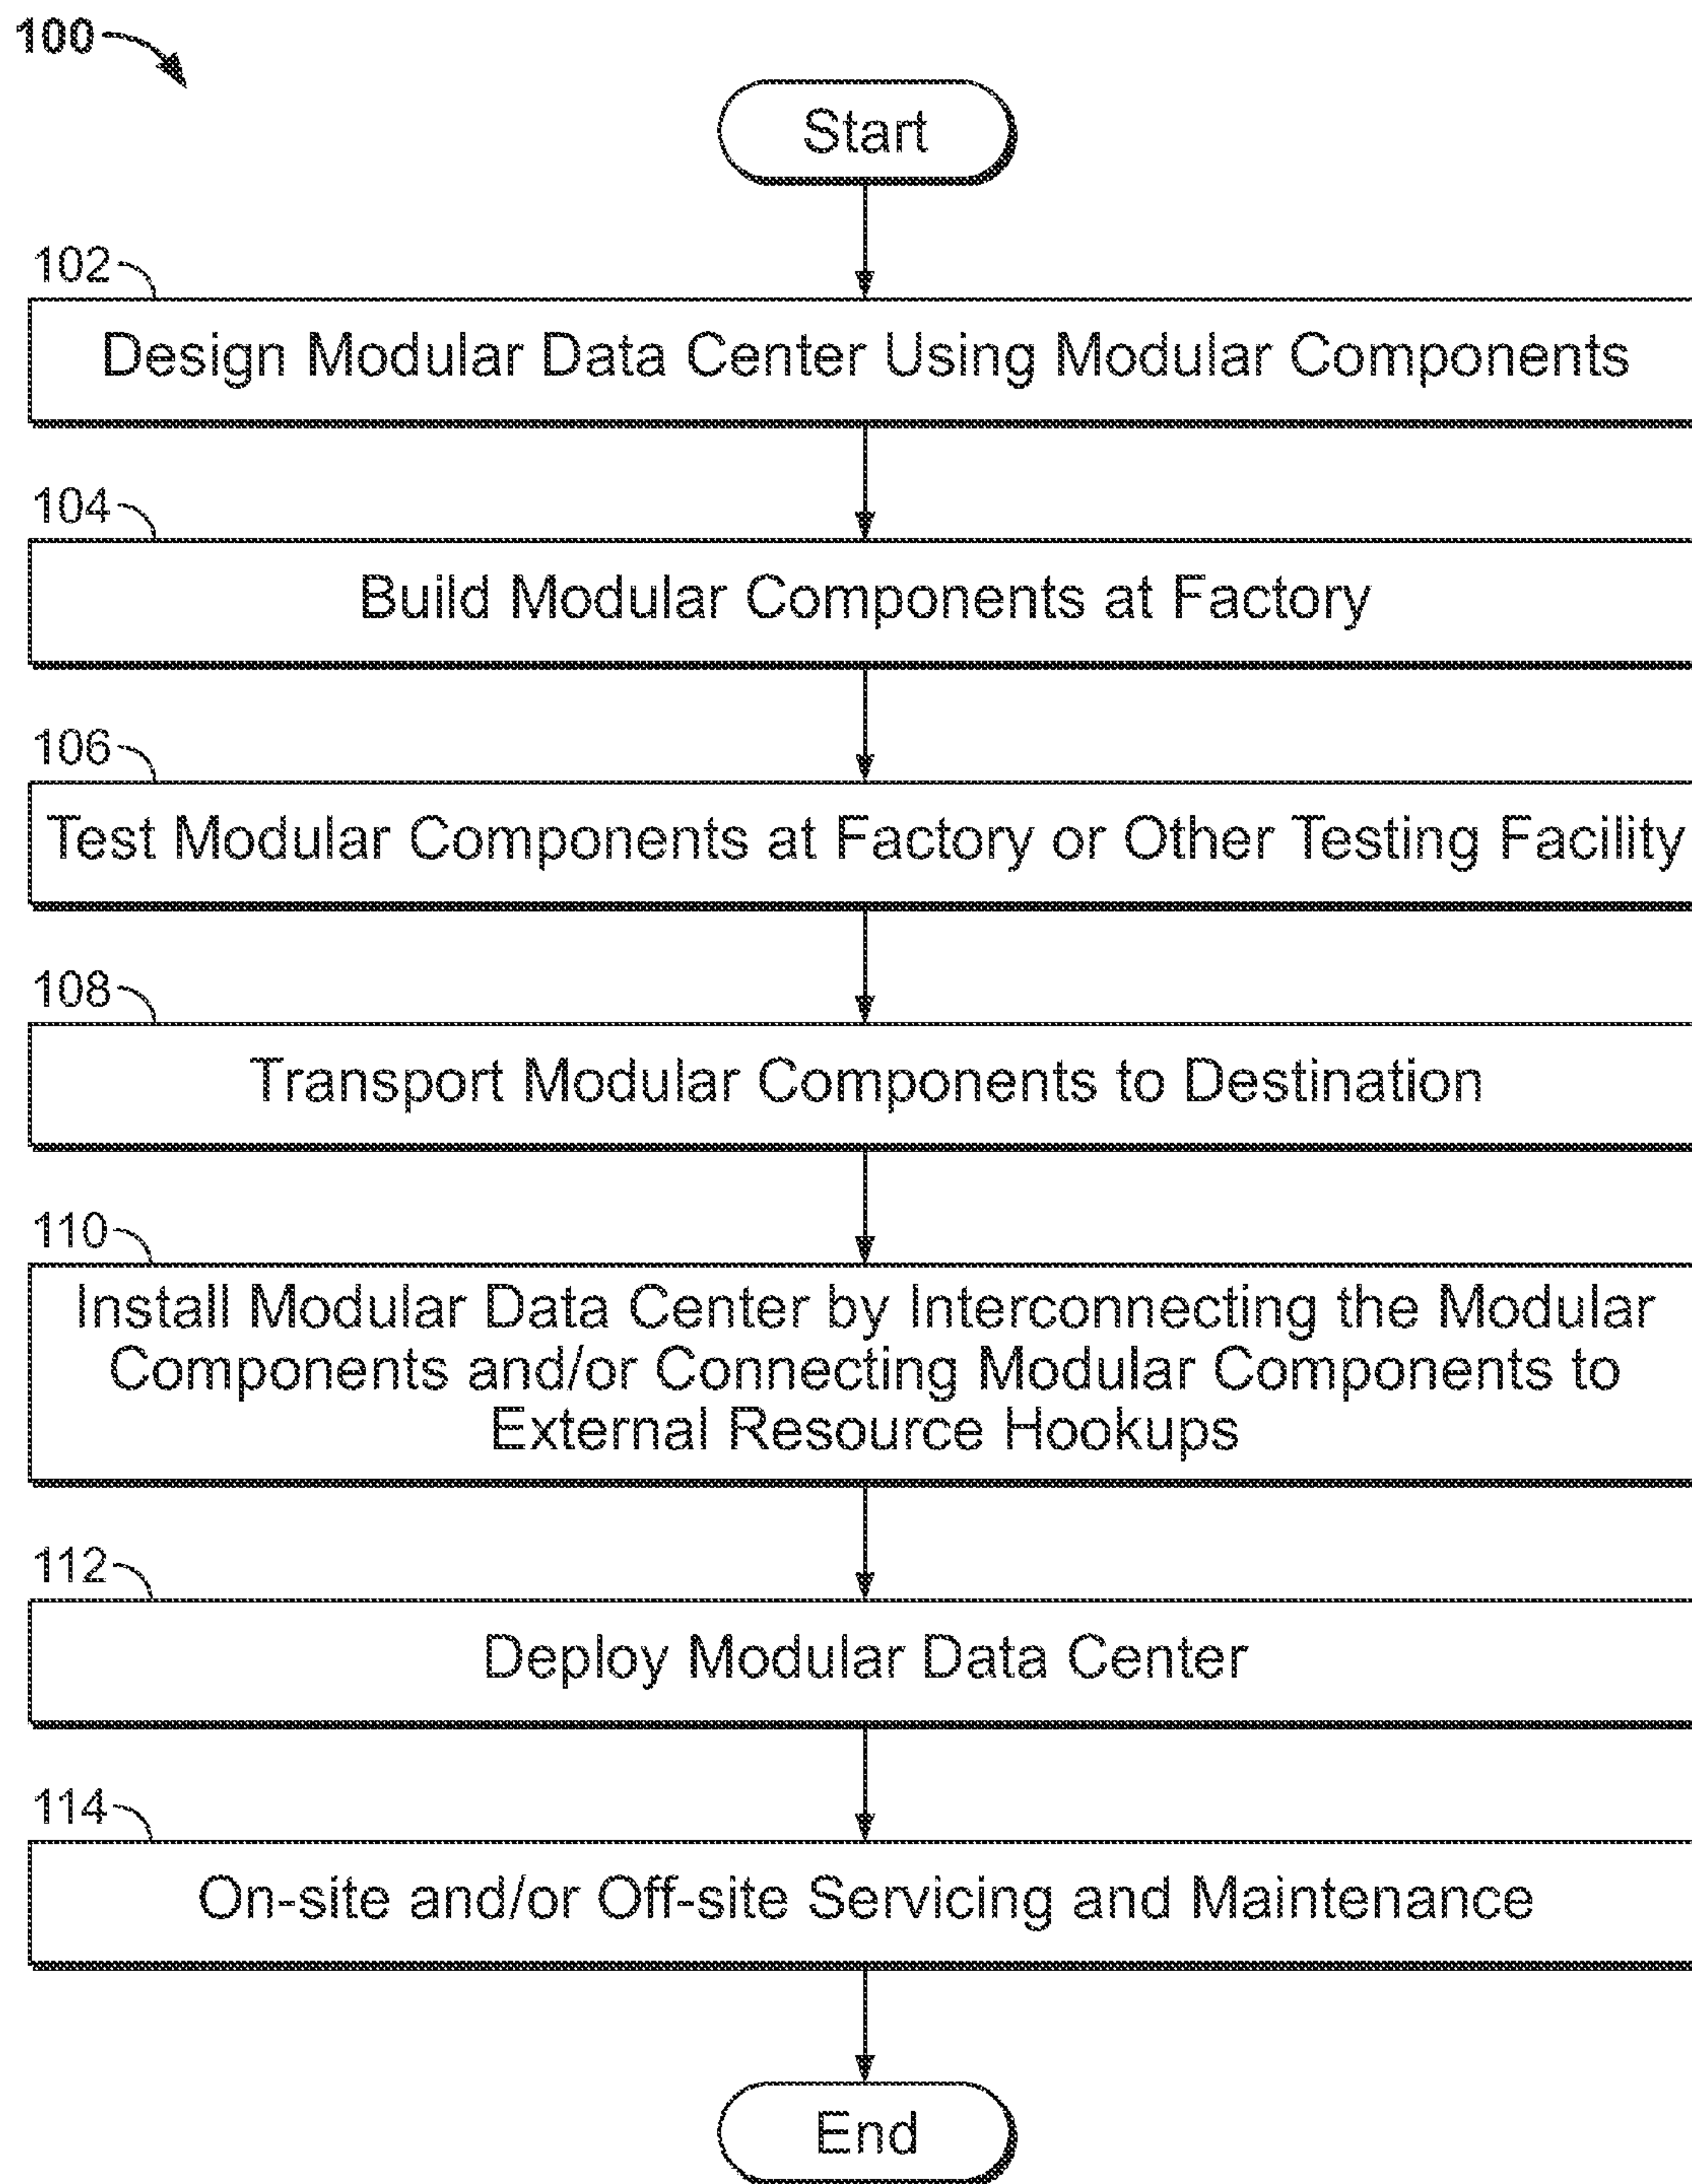 100
Start
102
Design Modular Data Center Using Modular Components
104
Build Modular Components at Factory
106
Test Modular Components at Factory or Other Testing Facility
108
Transport Modular Components to Destination
110
Install Modular Data Center by Interconnecting the Modular
Components and/or Connecting Modular Components to
External Resource Hookups
112
Deploy Modular Data Center
114
On-site and/or Off-site Servicing and Maintenance
End